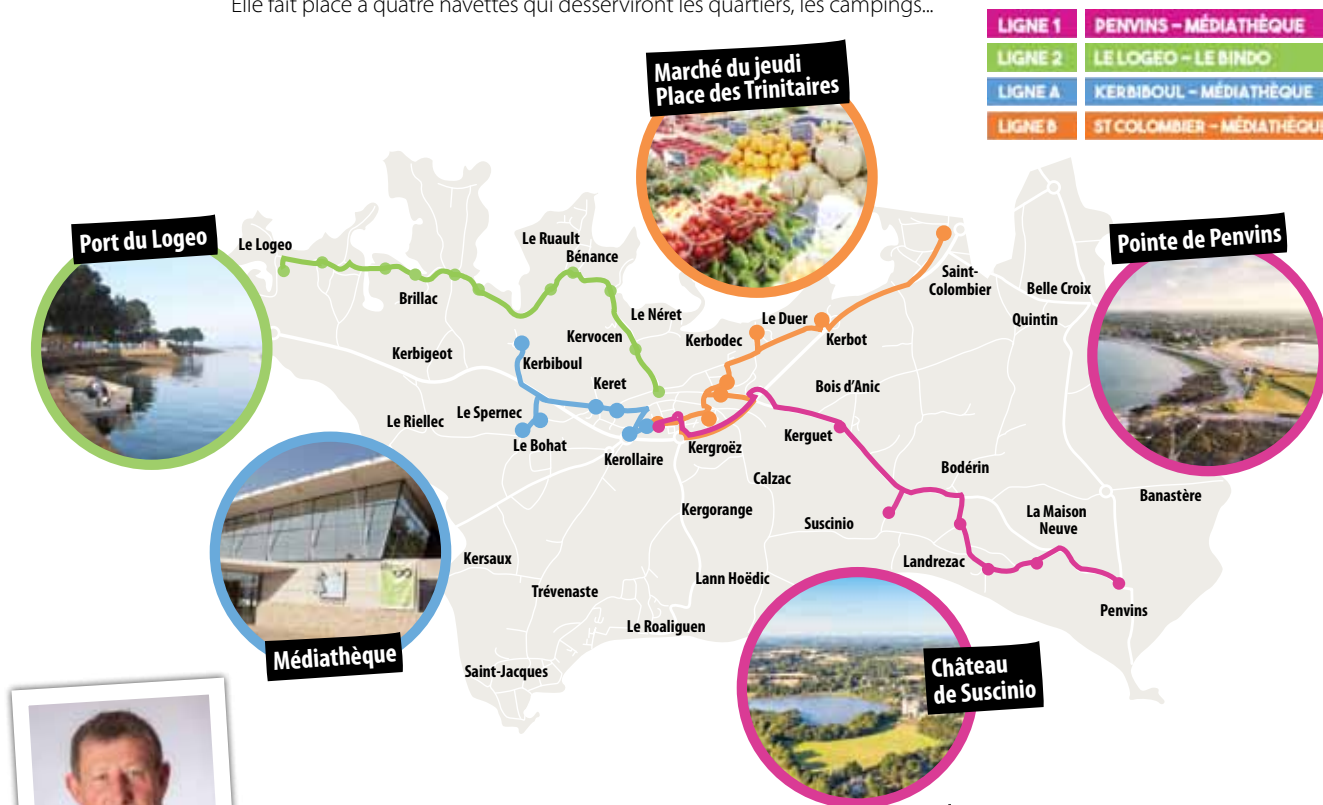 Elle fait place à quatre navettes qui desserviront les quartiers, les campings...
LIGNE 1 PENVINS – MÉDIATHÈQUE
LIGNE 2 LE LOGEO – LE BINDO
LIGNE A KERBIBOUL – MÉDIATHÈQUE
LIGNE B ST COLOMBIER – MÉDIATHÈQUE
Marché du jeudi
Place des Trinitaires
Port du Logeo
Pointe de Penvins
Le Logeo
Le Ruault
Bénance
Saint-
Colombier
Belle Croix
Brillac
Quintin
Le Néret
Le Duer
Kervocen
Kerbodec
Kerbot
Kerbigeot
Kerbiboul
Keret
Bois d'Anic
Le Spernec
Le Riellec
Le Bohat
Kerollaire
Kergroëz
Kerguet
Calzac
Bodérin
Banastère
Kergorange
Suscinio
La Maison
Neuve
Kersaux
Landrezac
Lann Hoëdic
Trévenaste
Penvins
Le Roaliguen
Médiathèque
Saint-Jacques
Château
de Suscinio